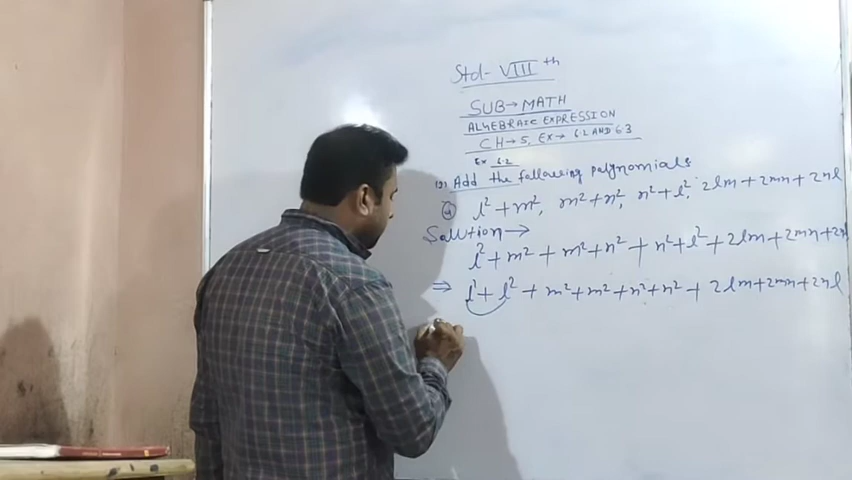 Std- VIII th
SUB→MATH
ALGEBRAIC EXPRESSION
CH→5, EX→ 6.2 AND 6.3
Ex 6.2
Add the following polynomials
l² + m², m² + n², n² + l², 2lm + 2mn + 2nl
Solution→
l² + m² + m² + n² + n² + l² + 2lm + 2mn + 2n
⇒ l² + l² + m² + m² + n² + n² + 2lm + 2mn + 2nl